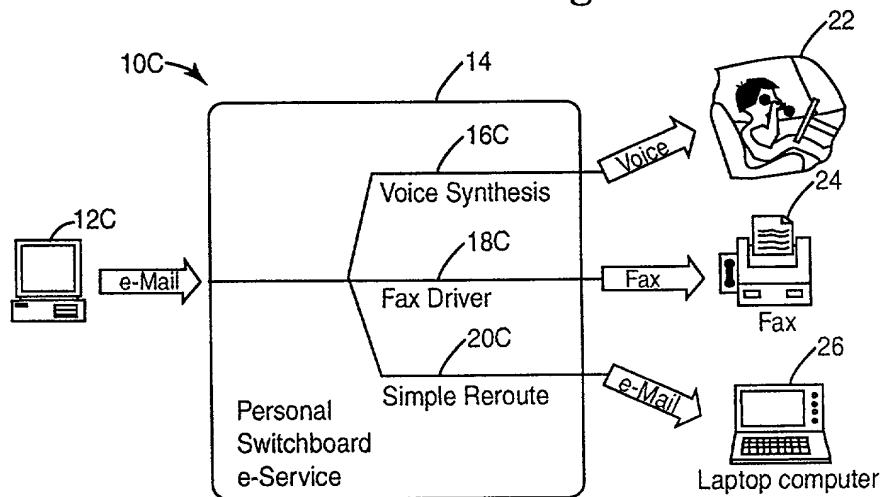 22
10C
14
16C
Voice
Voice Synthesis
24
12C
18C
e-Mail
Fax
Fax Driver
Fax
20C
26
Simple Reroute
e-Mail
Personal
Switchboard
e-Service
Laptop computer